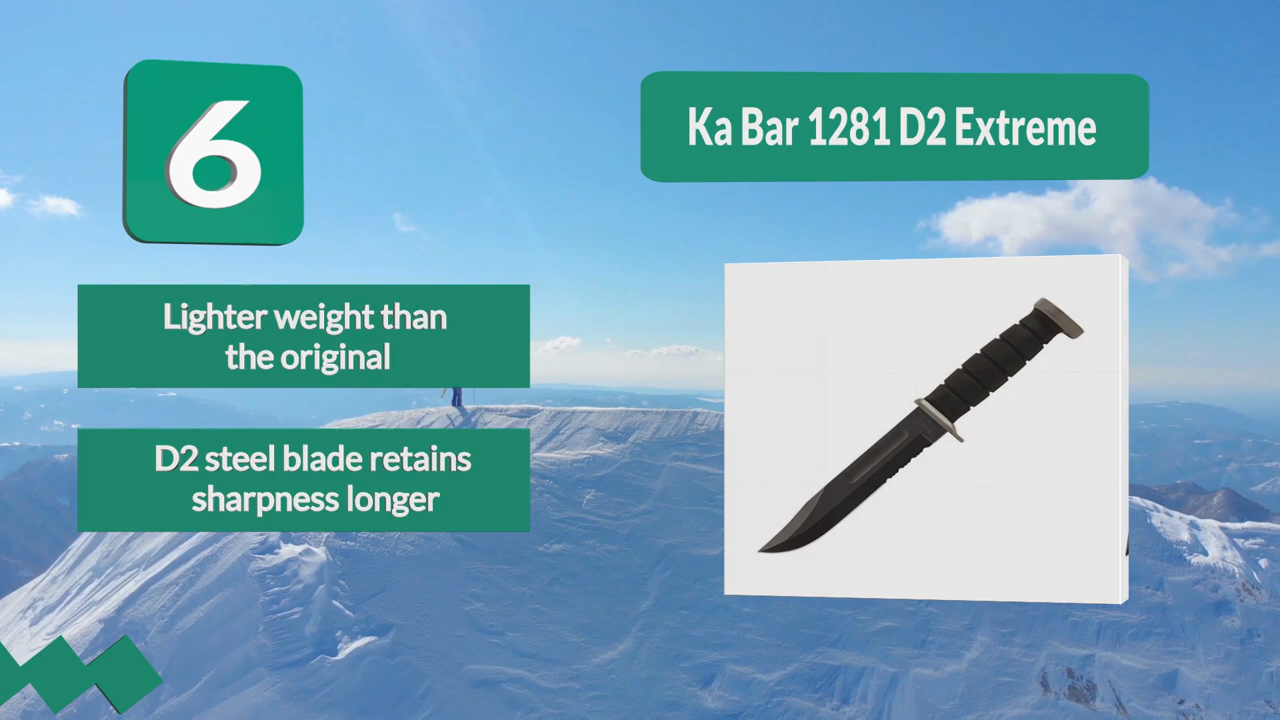 6
Ka Bar 1281 D2 Extreme
Lighter weight than
the original
D2 steel blade retains
sharpness longer